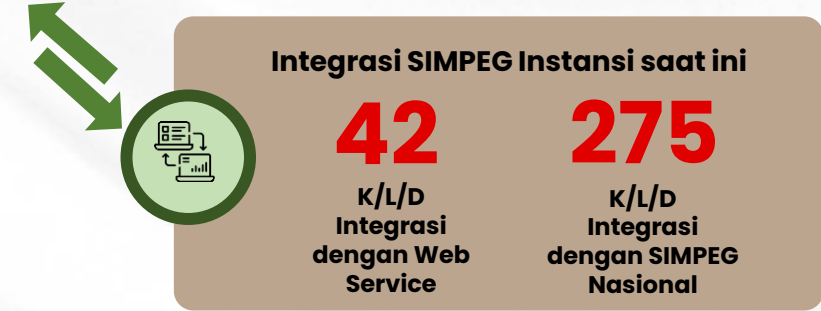 Integrasi SIMPEG Instansi saat ini
42
K/L/D
Integrasi
dengan Web
Service
275
K/L/D
Integrasi
dengan SIMPEG
Nasional